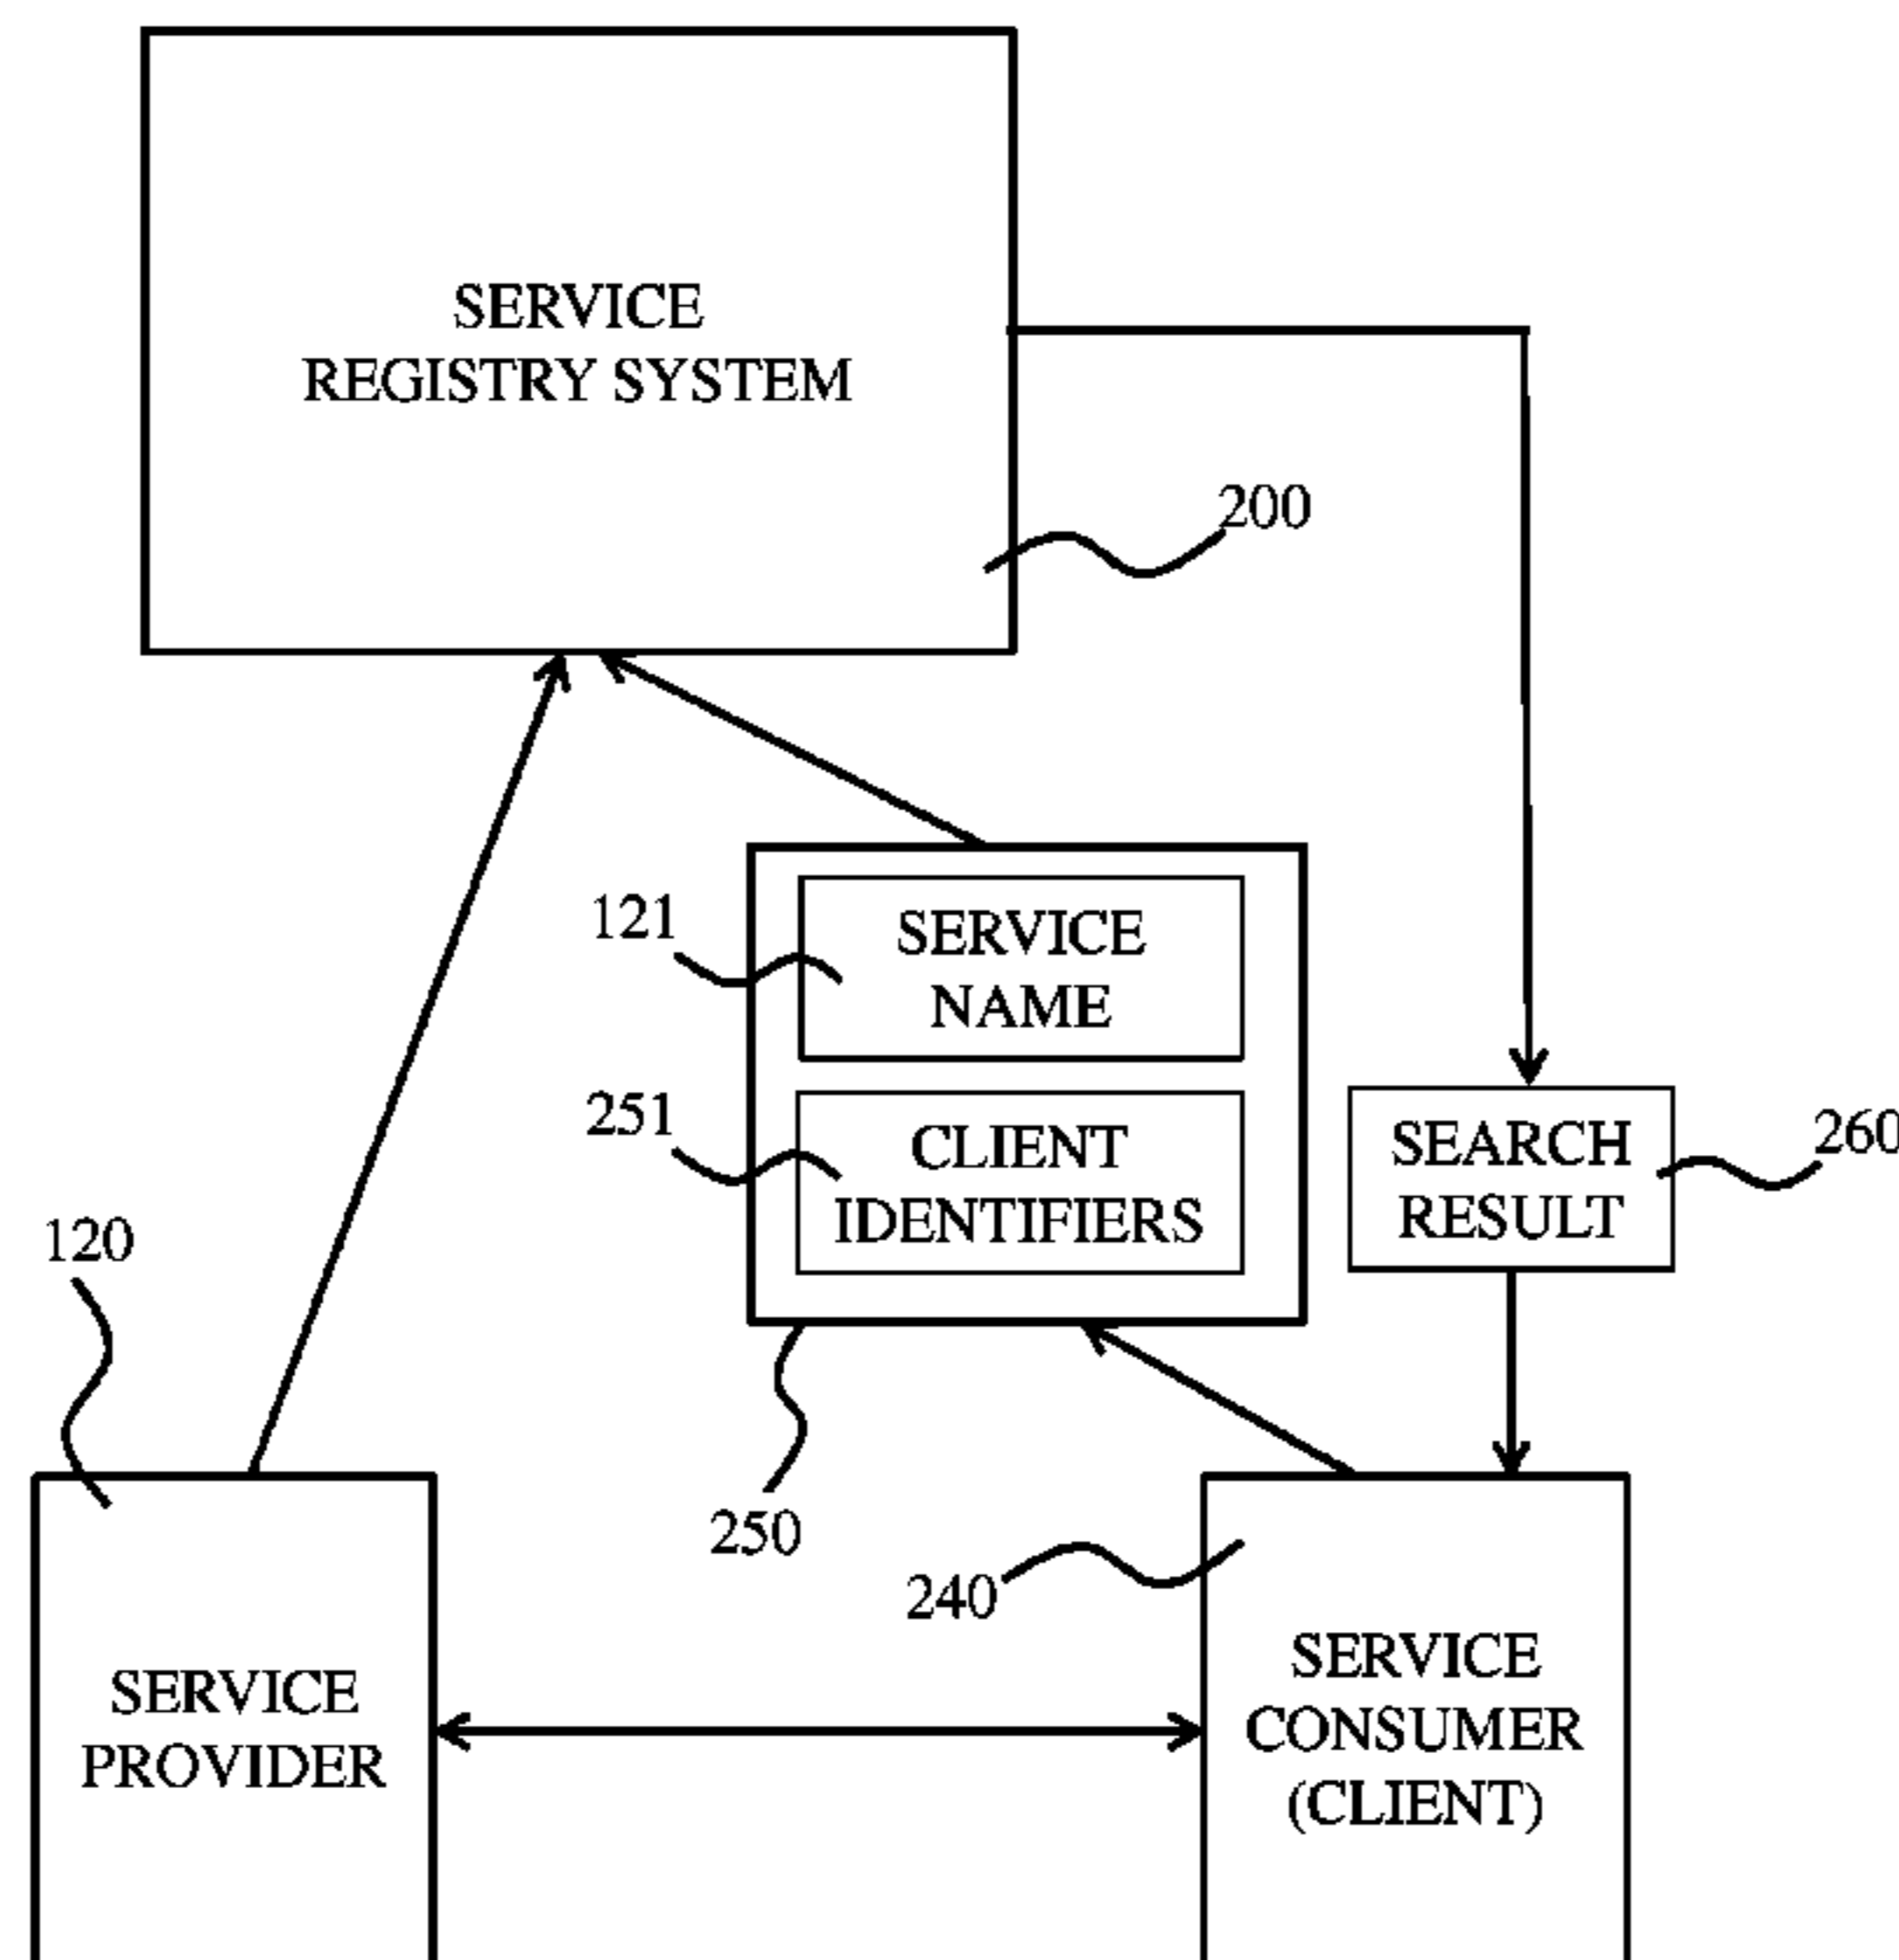 SERVICE
REGISTRY SYSTEM
200
121
SERVICE
NAME
251
CLIENT
IDENTIFIERS
SEARCH
RESULT
260
120
250
240
SERVICE
PROVIDER
SERVICE
CONSUMER
(CLIENT)